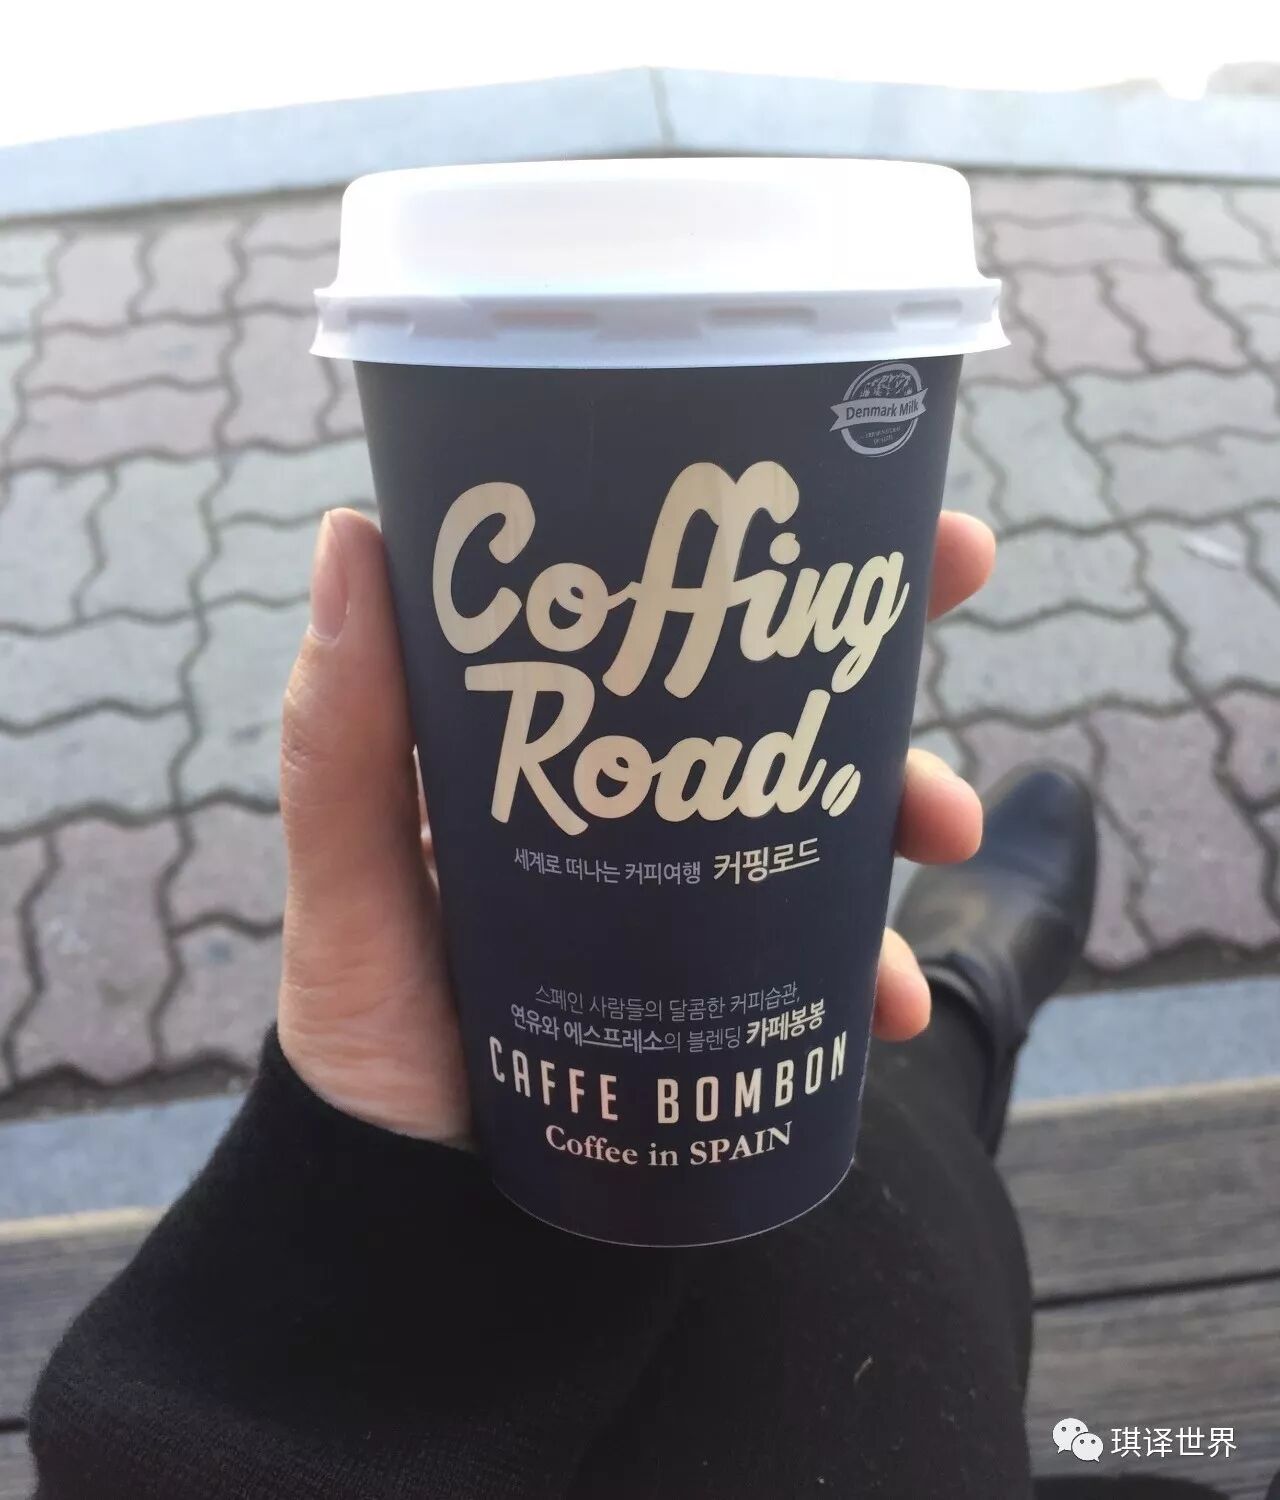 Denmark Milk
Coffing
Road
세계로 떠나는 커피여행 커핑로드
스페인 사람들의 달콤한 커피습관,
연유와 에스프레소의 블렌딩 카페봉봉
CAFFE BOMBON
Coffee in SPAIN
琪译世界